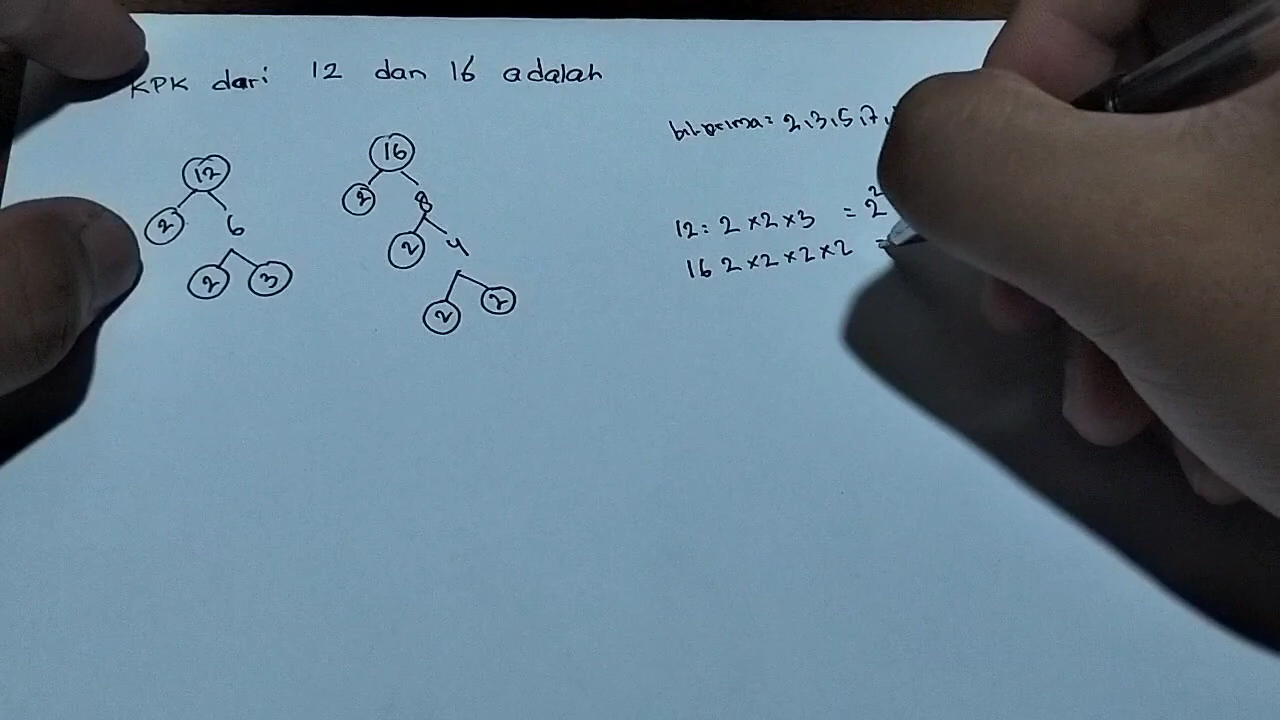 KPK dari 12 dan 16 adalah
bil.prima= 2,3,5,7,
12
2 6
2 3
16
2 8
2 4
2 2
12: 2 x 2 x 3 = 2²
16 2 x 2 x 2 x 2 =